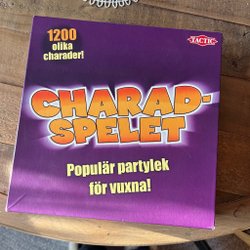 1200
olika
charader!
TACTIC
CHARAD-
SPELET
Populär partylek
för vuxna!